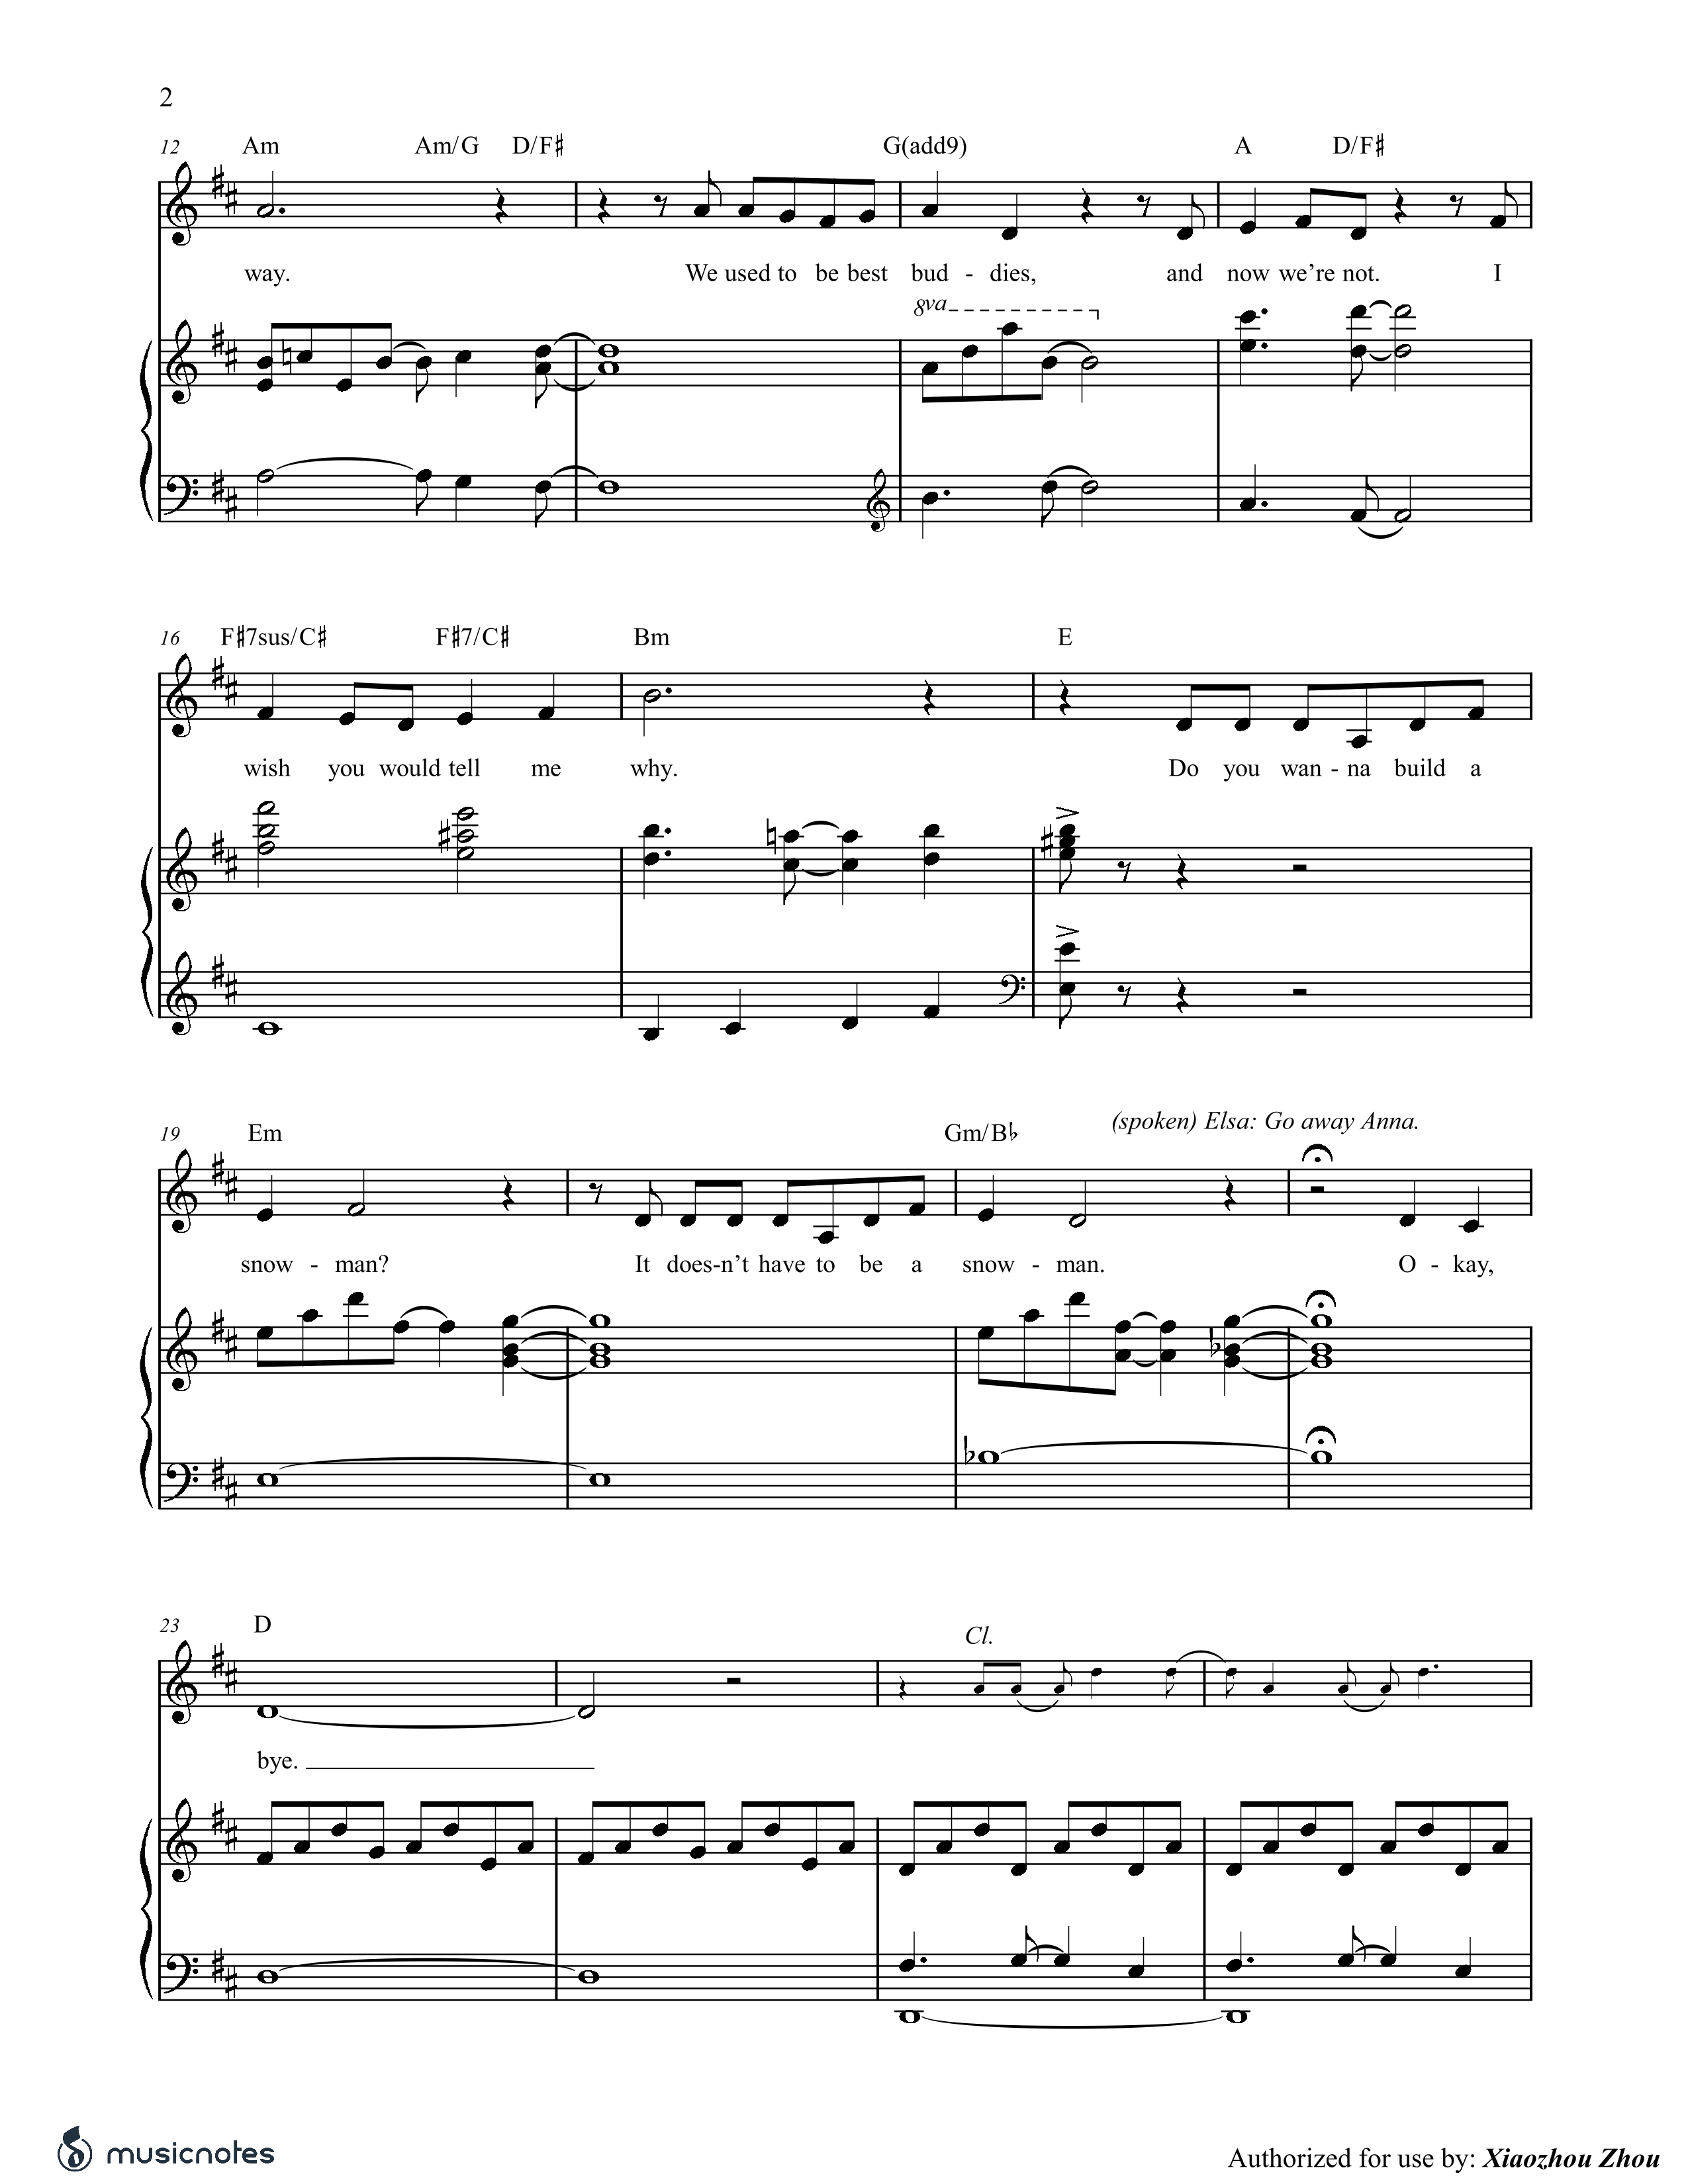 2
12 Am Am/G D/F♯ G(add9) A D/F♯
way. We used to be best bud - dies, and now we're not. I
8va
16 F♯7sus/C♯ F♯7/C♯ Bm E
wish you would tell me why. Do you wan - na build a
(spoken) Elsa: Go away Anna.
19 Em Gm/B♭
snow - man? It does-n't have to be a snow - man. O - kay,
23 D Cl.
bye.
musicnotes
Authorized for use by: Xiaozhou Zhou